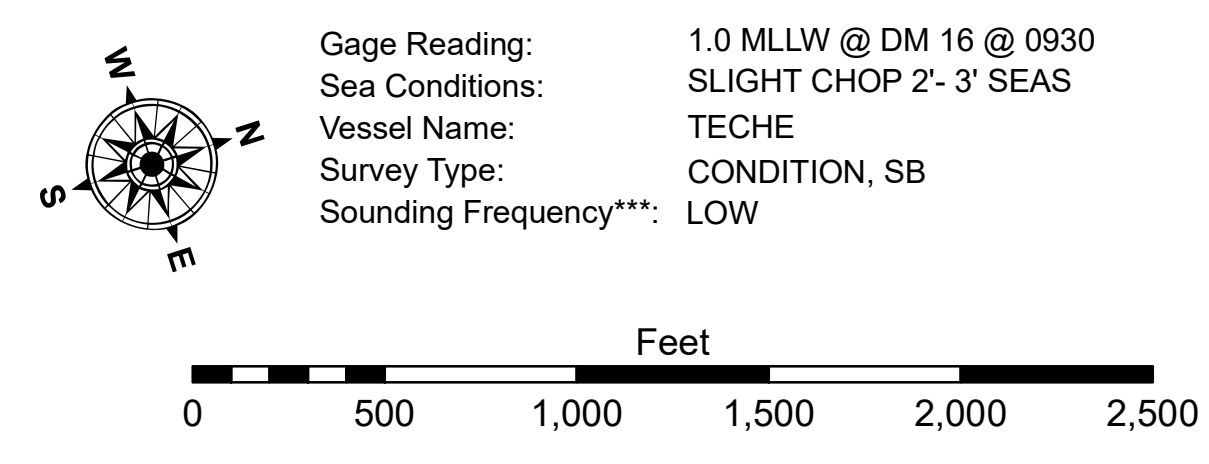 W
N
S
E
Gage Reading: 1.0 MLLW @ DM 16 @ 0930
Sea Conditions: SLIGHT CHOP 2'- 3' SEAS
Vessel Name: TECHE
Survey Type: CONDITION, SB
Sounding Frequency***: LOW
Feet
0 500 1,000 1,500 2,000 2,500